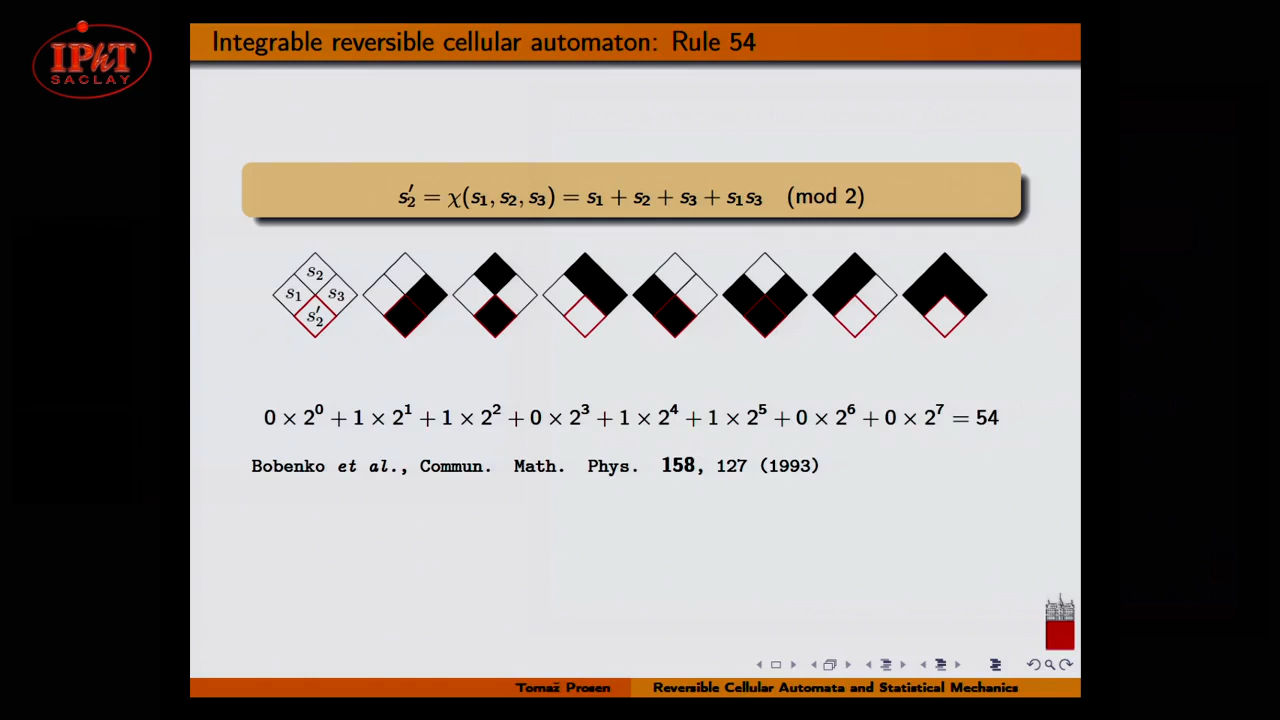 IPhT
SACLAY
Integrable reversible cellular automaton: Rule 54
s₂′ = χ(s₁, s₂, s₃) = s₁ + s₂ + s₃ + s₁s₃ (mod 2)
s₂
s₁ s₃
s₂′
0 × 2⁰ + 1 × 2¹ + 1 × 2² + 0 × 2³ + 1 × 2⁴ + 1 × 2⁵ + 0 × 2⁶ + 0 × 2⁷ = 54
Bobenko et al., Commun. Math. Phys. 158, 127 (1993)
Tomaž Prosen Reversible Cellular Automata and Statistical Mechanics